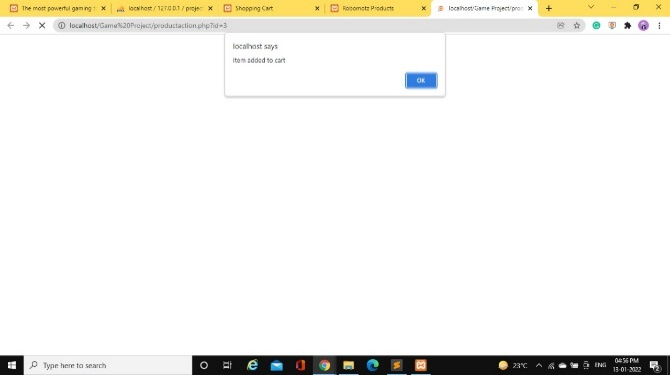 The most powerful gaming
localhost / 127.0.0.1 / projec
Shopping Cart
Robomotz Products
localhost/Game Project/prod
localhost/Game%20Project/productaction.php?id=3
localhost says
Item added to cart
OK
Type here to search
23°C
ENG
04:56 PM
13-01-2022